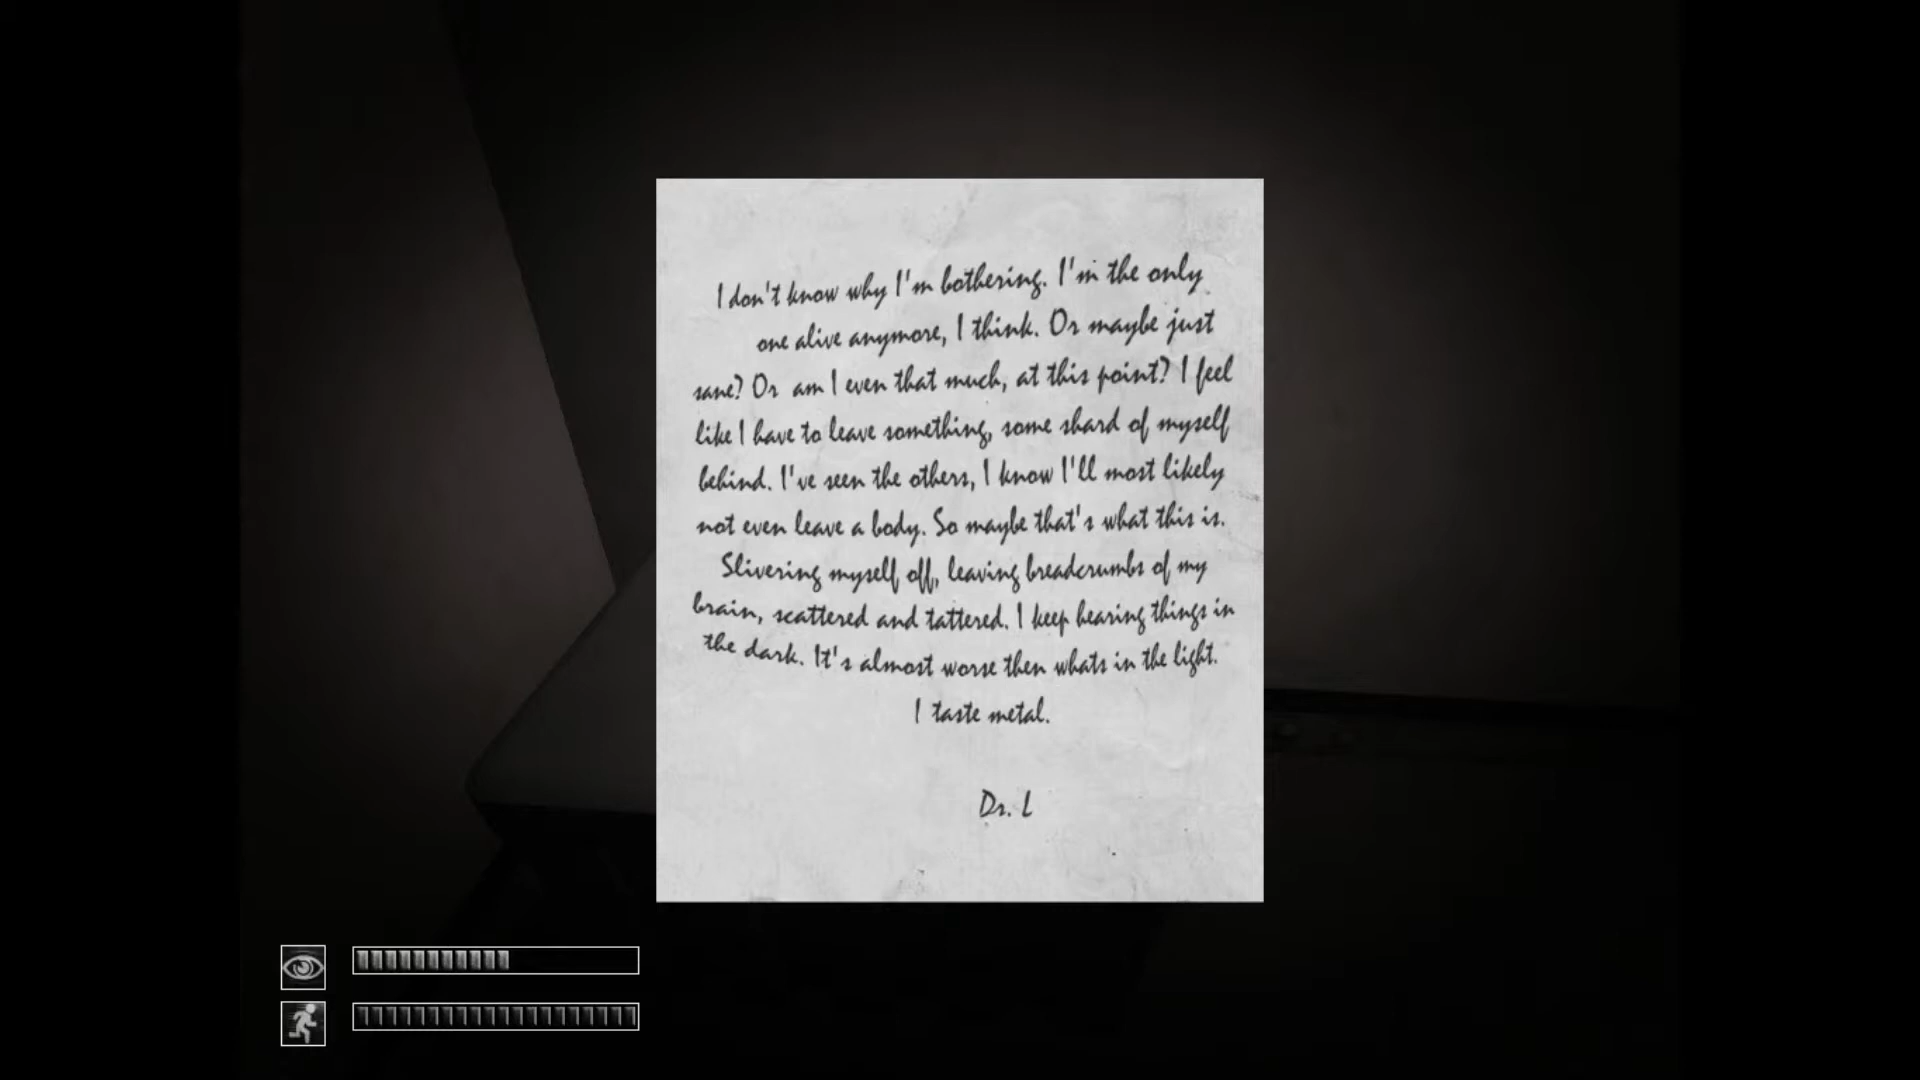 I don't know why I'm bothering. I'm the only
one alive anymore, I think. Or maybe just
sane? Or am I even that much, at this point? I feel
like I have to leave something, some shard of myself
behind. I've seen the others, I know I'll most likely
not even leave a body. So maybe that's what this is.
Slivering myself off, leaving breadcrumbs of my
brain, scattered and tattered. I keep hearing things in
the dark. It's almost worse then whats in the light.
I taste metal.
Dr. L